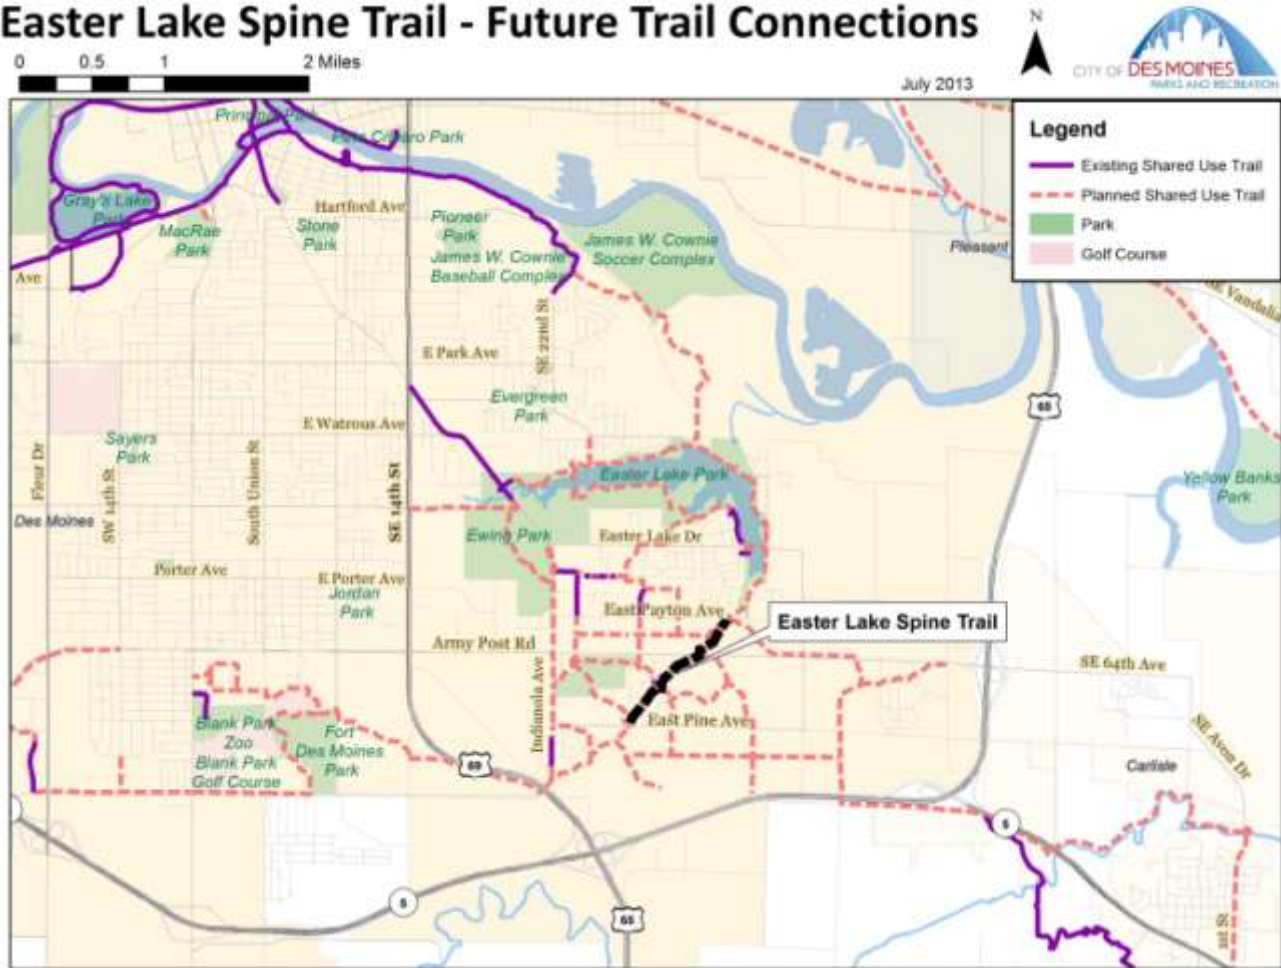 Easter Lake Spine Trail - Future Trail Connections
0 0.5 1 2 Miles
July 2013
N
CITY OF DES MOINES
PARKS AND RECREATION
Legend
Existing Shared Use Trail
Planned Shared Use Trail
Park
Golf Course
Park
Park
Gray's Lake
Park
MacRae
Park
Hartford Ave
Stone
Park
Pioneer
Park
James W. Cownie
Baseball Complex
James W. Cownie
Soccer Complex
Pleasant
SE Vandalia
Ave
SE 22nd St
E Park Ave
Evergreen
Park
68
E Watrous Ave
Sayers
Park
Fleur Dr
SW 14th St
South Union St
SE 14th St
Easter Lake Park
Yellow Banks
Park
Des Moines
Ewing Park
Easter Lake Dr
Porter Ave
E Porter Ave
Jordan
Park
East Payton Ave
Easter Lake Spine Trail
Army Post Rd
SE 64th Ave
Indianola Ave
East Pine Ave
SE Avon Dr
Blank Park
Zoo
Blank Park
Golf Course
Fort
Des Moines
Park
69
Carlisle
5
5
65
1st St